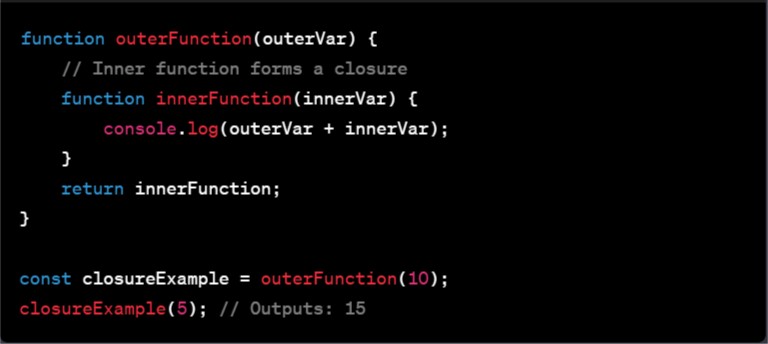 function outerFunction(outerVar) {
    // Inner function forms a closure
    function innerFunction(innerVar) {
        console.log(outerVar + innerVar);
    }
    return innerFunction;
}

const closureExample = outerFunction(10);
closureExample(5); // Outputs: 15